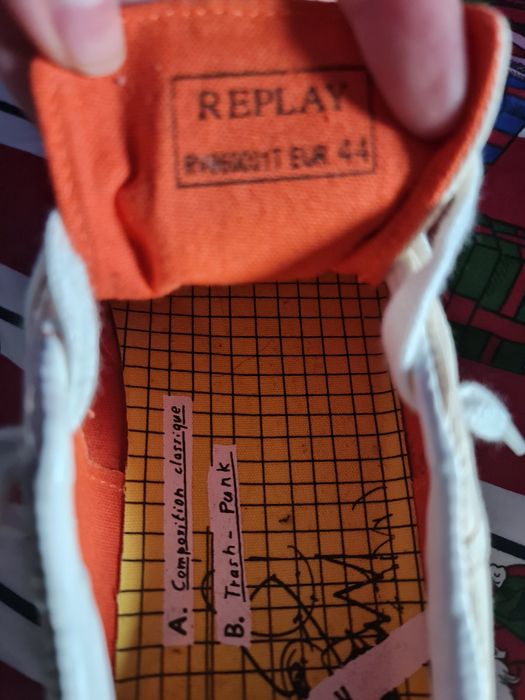 REPLAY
EUR 44
A. Composition classique
B. Trash-Punk